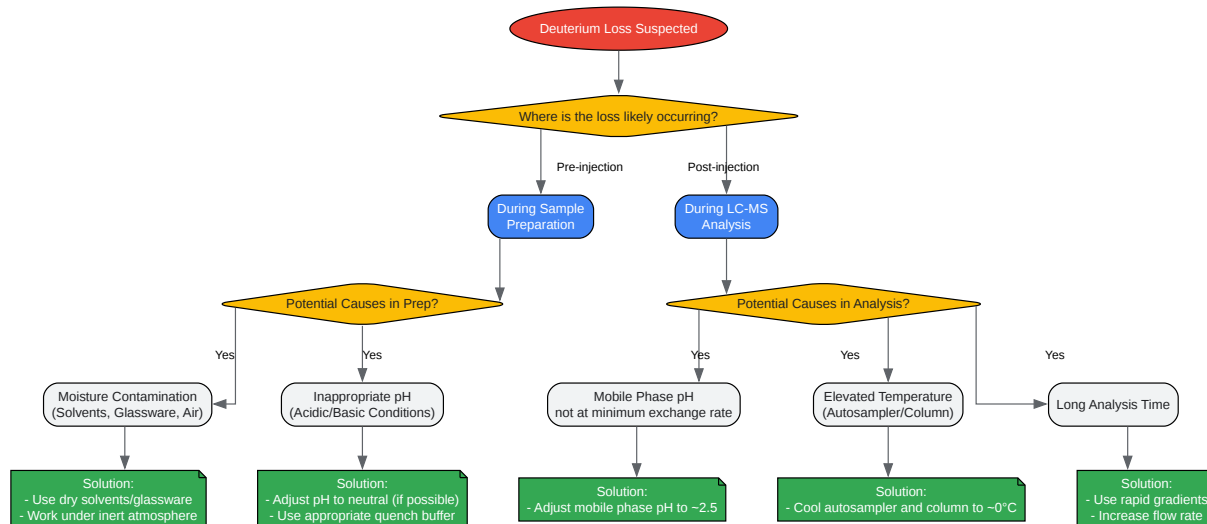 Deuterium Loss Suspected
Where is the loss likely occurring?
Pre-injection
Post-injection
During Sample
Preparation
During LC-MS
Analysis
Potential Causes in Prep?
Potential Causes in Analysis?
Yes
Yes
Yes
Yes
Yes
Moisture Contamination
(Solvents, Glassware, Air)
Inappropriate pH
(Acidic/Basic Conditions)
Mobile Phase pH
not at minimum exchange rate
Elevated Temperature
(Autosampler/Column)
Long Analysis Time
Solution:
- Use dry solvents/glassware
- Work under inert atmosphere
Solution:
- Adjust pH to neutral (if possible)
- Use appropriate quench buffer
Solution:
- Adjust mobile phase pH to ~2.5
Solution:
- Cool autosampler and column to ~0°C
Solution:
- Use rapid gradients
- Increase flow rate